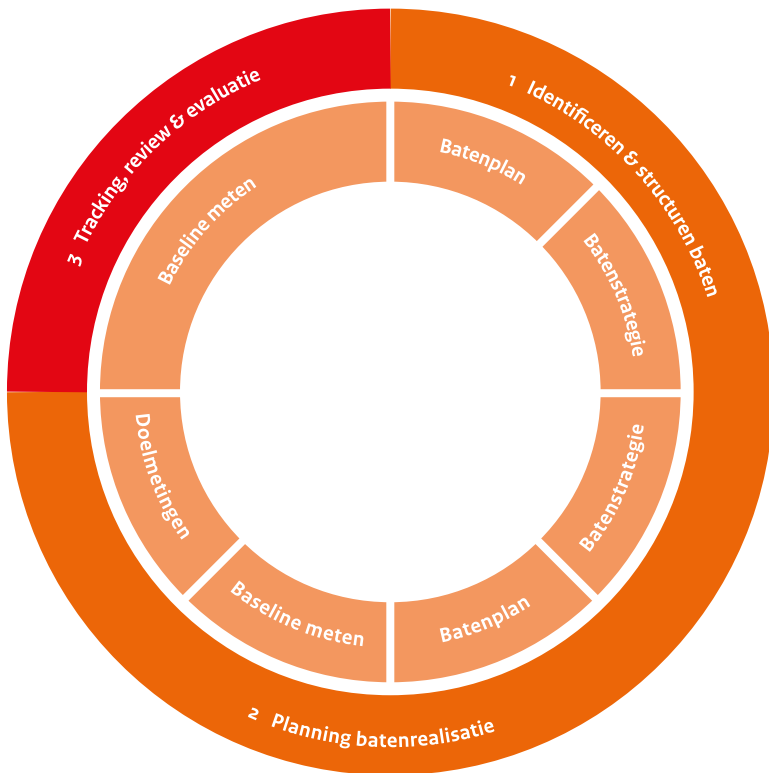 1 Identificeren & structuren baten
2 Planning batenrealisatie
3 Tracking, review & evaluatie
Batenplan
Batenstrategie
Batenstrategie
Batenplan
Baseline meten
Doelmetingen
Baseline meten